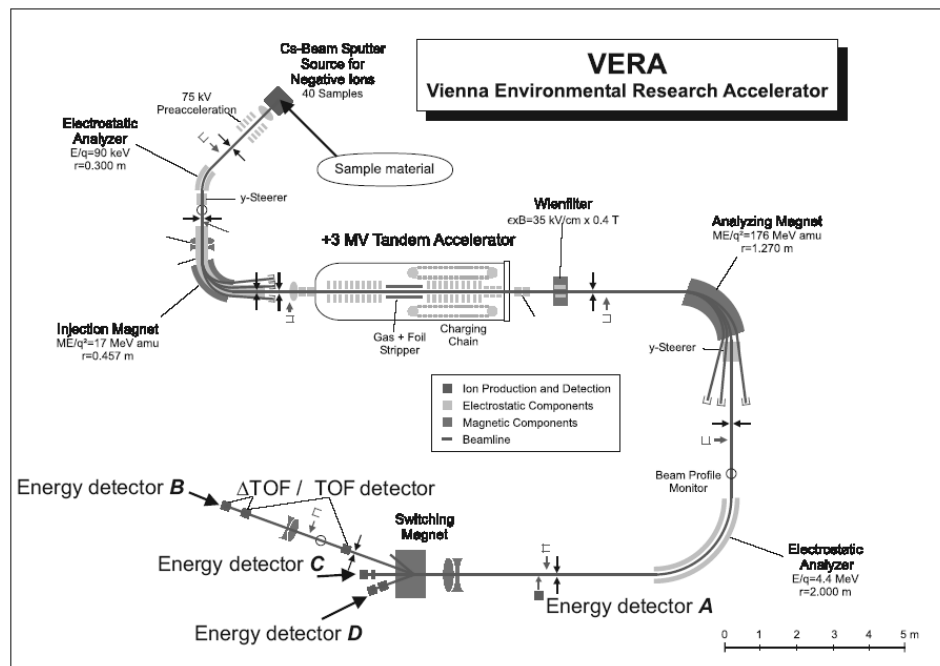 VERA
Vienna Environmental Research Accelerator
Cs-Beam Sputter
Source for
Negative Ions
40 Samples
75 kV
Preacceleration
Electrostatic
Analyzer
E/q=90 keV
r=0.300 m
Sample material
y-Steerer
Wienfilter
ϵxB=35 kV/cm x 0.4 T
Analyzing Magnet
ME/q²=176 MeV amu
r=1.270 m
+3 MV Tandem Accelerator
Injection Magnet
ME/q²=17 MeV amu
r=0.457 m
Gas + Foil
Stripper
Charging
Chain
y-Steerer
Ion Production and Detection
Electrostatic Components
Magnetic Components
Beamline
Beam Profile
Monitor
Energy detector B
ΔTOF / TOF detector
Switching
Magnet
Energy detector C
Energy detector D
Energy detector A
Electrostatic
Analyzer
E/q=4.4 MeV
r=2.000 m
0 1 2 3 4 5 m